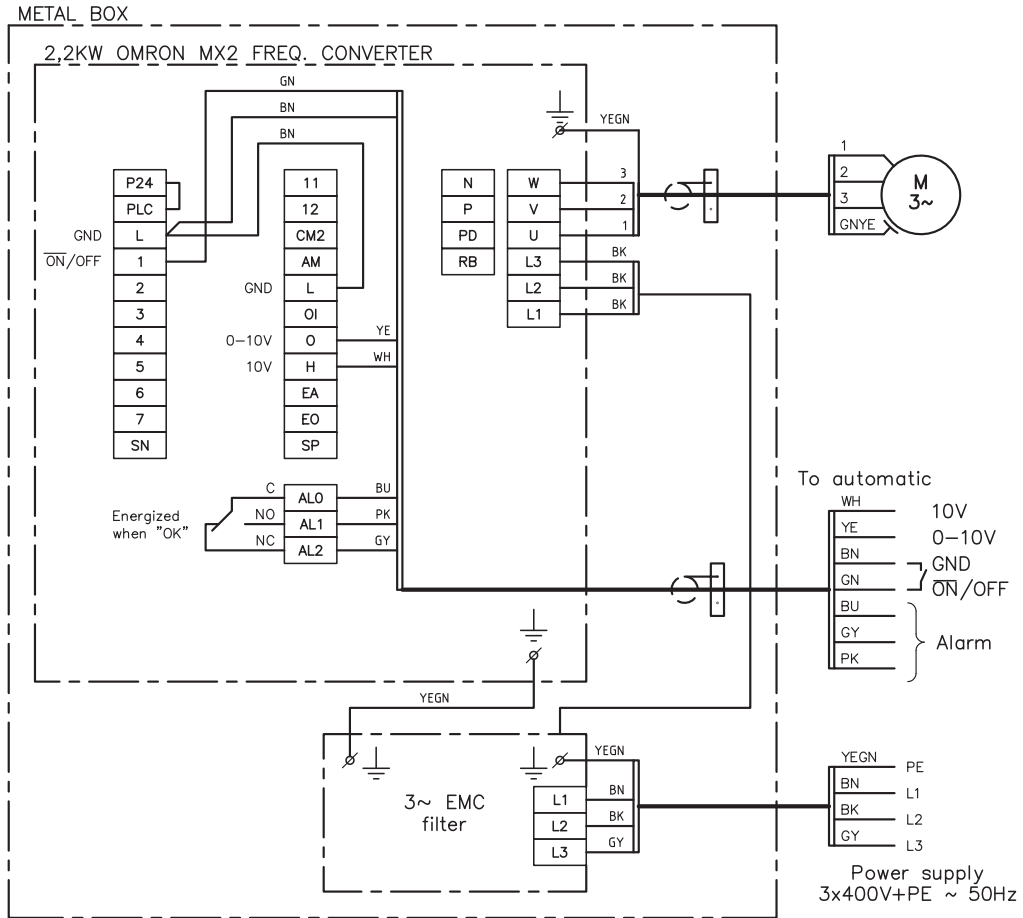 METAL BOX
2,2KW OMRON MX2 FREQ. CONVERTER
GN
BN
BN
YEGN
P24
PLC
L
1
2
3
4
5
6
7
SN
GND
ON/OFF
11
12
CM2
AM
L
OI
O
H
EA
EO
SP
GND
0-10V
10V
YE
WH
N
P
PD
RB
W
V
U
L3
L2
L1
3
2
1
BK
BK
BK
1
2
3
GNYE
M
3~
Energized
when "OK"
C
NO
NC
AL0
AL1
AL2
BU
PK
GY
To automatic
WH
10V
YE
0-10V
BN
GND
GN
ON/OFF
BU
GY
PK
Alarm
YEGN
3~ EMC
filter
YEGN
L1
L2
L3
BN
BK
GY
YEGN PE
BN L1
BK L2
GY L3
Power supply
3x400V+PE ~ 50Hz